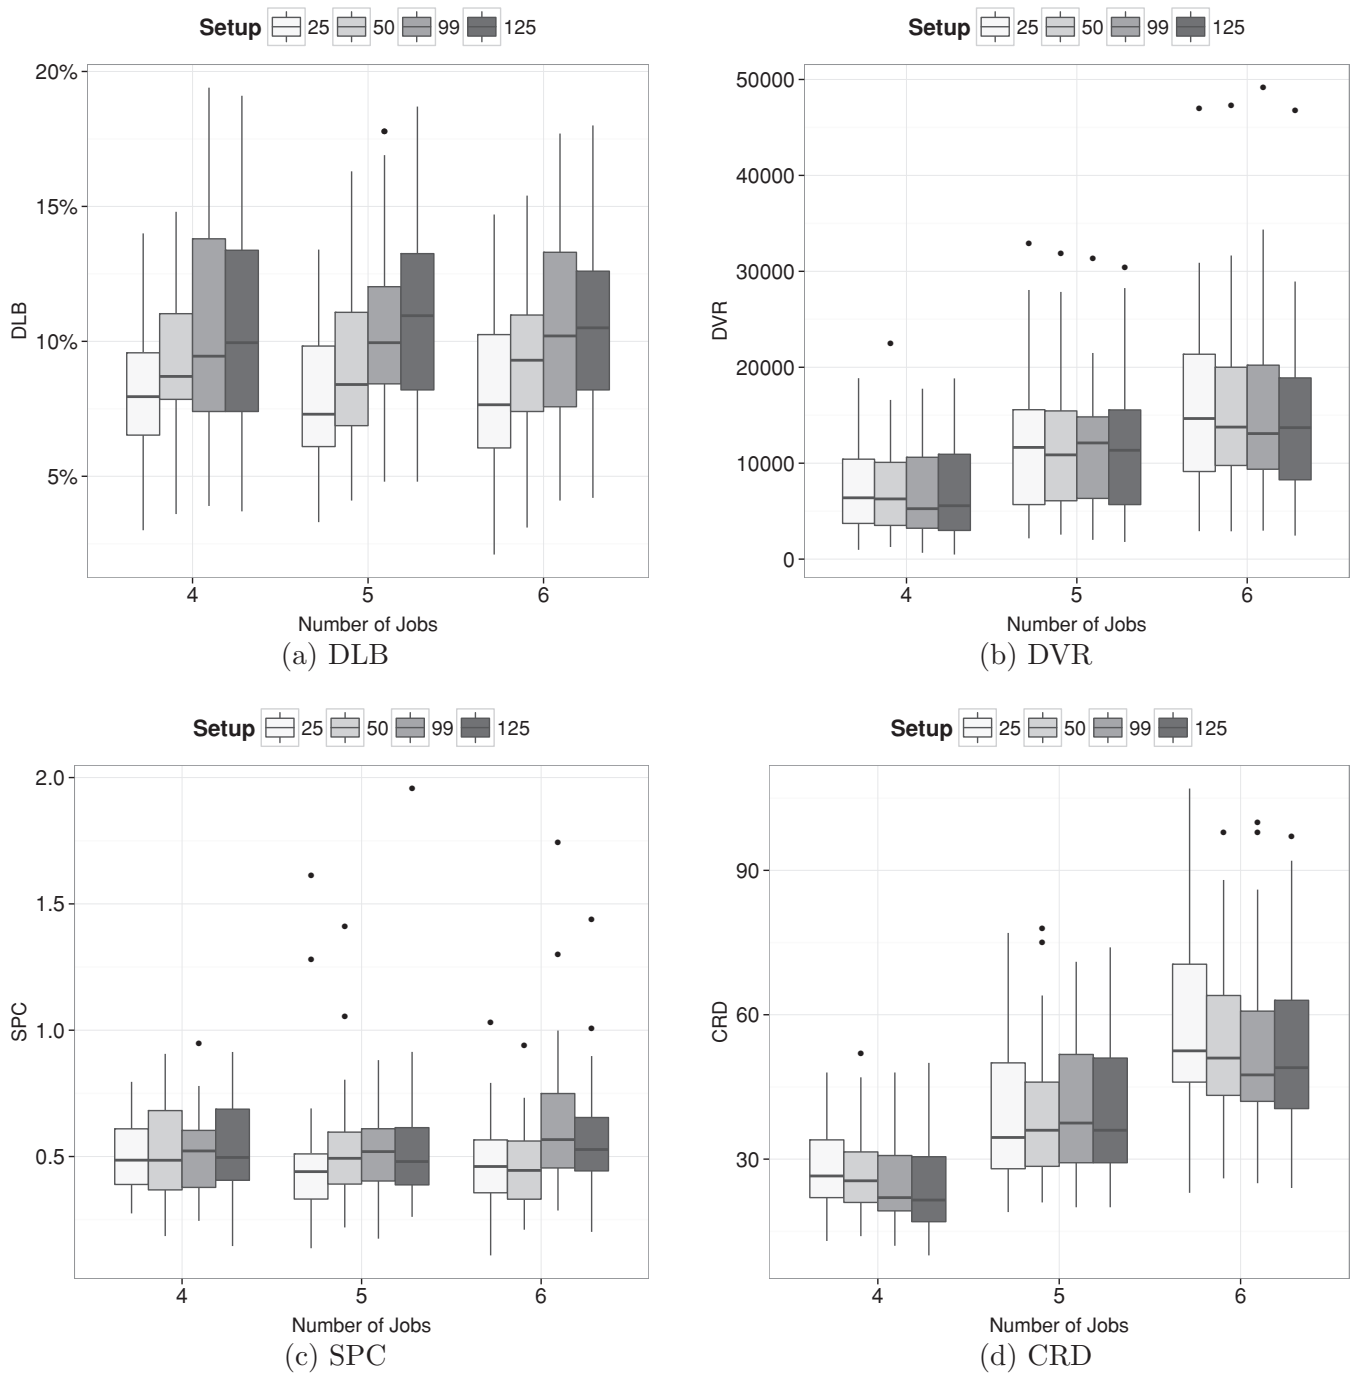 Setup 25 50 99 125
20%
15%
10%
5%
DLB
4 5 6
Number of Jobs
(a) DLB
Setup 25 50 99 125
50000
40000
30000
20000
10000
0
DVR
4 5 6
Number of Jobs
(b) DVR
Setup 25 50 99 125
2.0
1.5
1.0
0.5
SPC
4 5 6
Number of Jobs
(c) SPC
Setup 25 50 99 125
90
60
30
CRD
4 5 6
Number of Jobs
(d) CRD